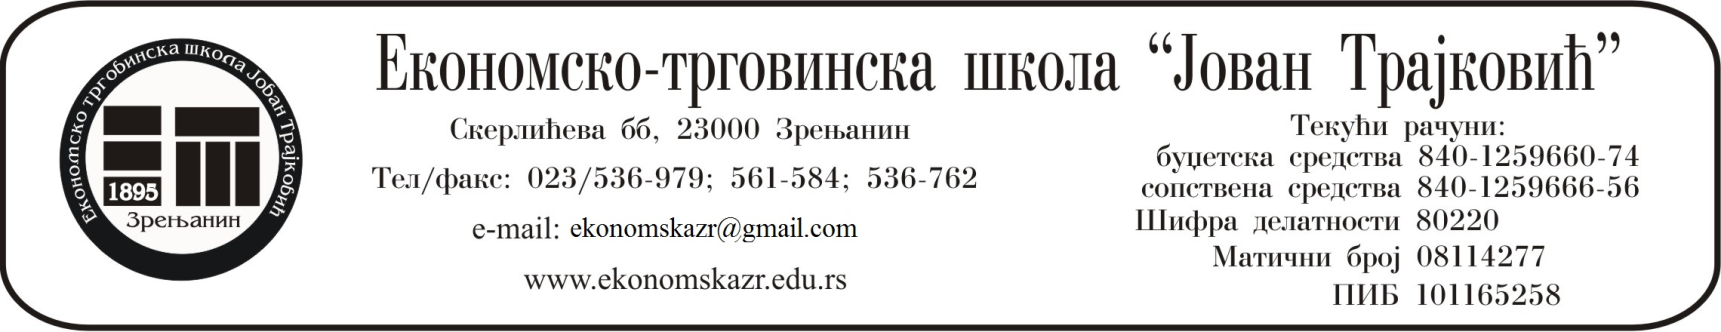 Економско трговинска школа Јован Трајковић
1895
Зрењанин
Економско-трговинска школа “Јован Трајковић”
Скерлићева бб, 23000 Зрењанин
Тел/факс: 023/536-979; 561-584; 536-762
e-mail: ekonomskazr@gmail.com
www.ekonomskazr.edu.rs
Текући рачуни:
буџетска средства 840-1259660-74
сопствена средства 840-1259666-56
Шифра делатности 80220
Матични број 08114277
ПИБ 101165258